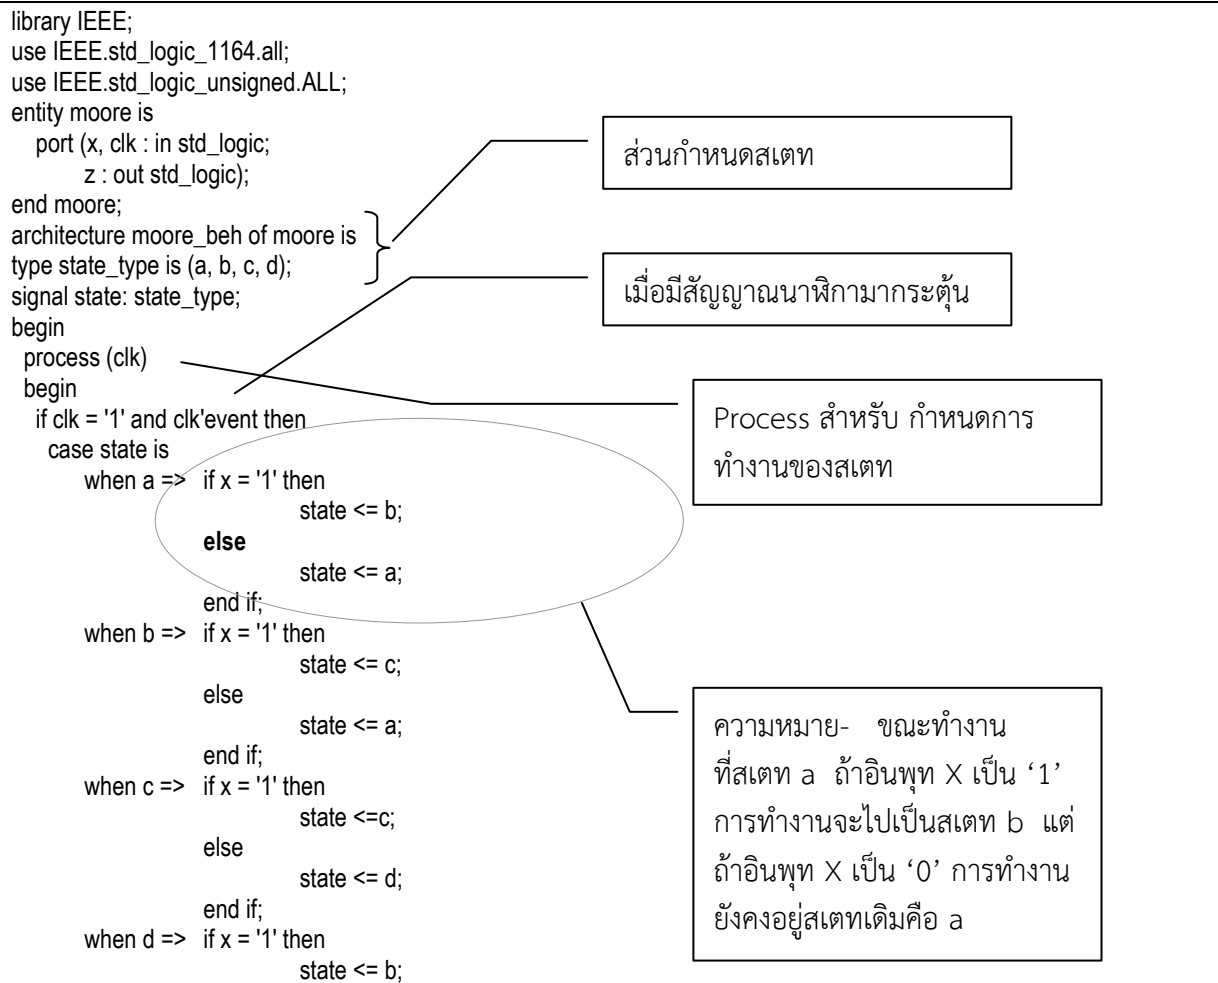 library IEEE;
use IEEE.std_logic_1164.all;
use IEEE.std_logic_unsigned.ALL;
entity moore is
port (x, clk : in std_logic;
z : out std_logic);
end moore;
architecture moore_beh of moore is
type state_type is (a, b, c, d);
signal state: state_type;
begin
process (clk)
begin
if clk = '1' and clk'event then
case state is
when a => if x = '1' then
state <= b;
else
state <= a;
end if;
when b => if x = '1' then
state <= c;
else
state <= a;
end if;
when c => if x = '1' then
state <=c;
else
state <= d;
end if;
when d => if x = '1' then
state <= b;
ส่วนกำหนดสเตท
เมื่อมีสัญญาณนาฬิกามากระตุ้น
Process สำหรับ กำหนดการ
ทำงานของสเตท
ความหมาย- ขณะทำงาน
ที่สเตท a ถ้าอินพุท X เป็น ‘1’
การทำงานจะไปเป็นสเตท b แต่
ถ้าอินพุท X เป็น ‘0’ การทำงาน
ยังคงอยู่สเตทเดิมคือ a